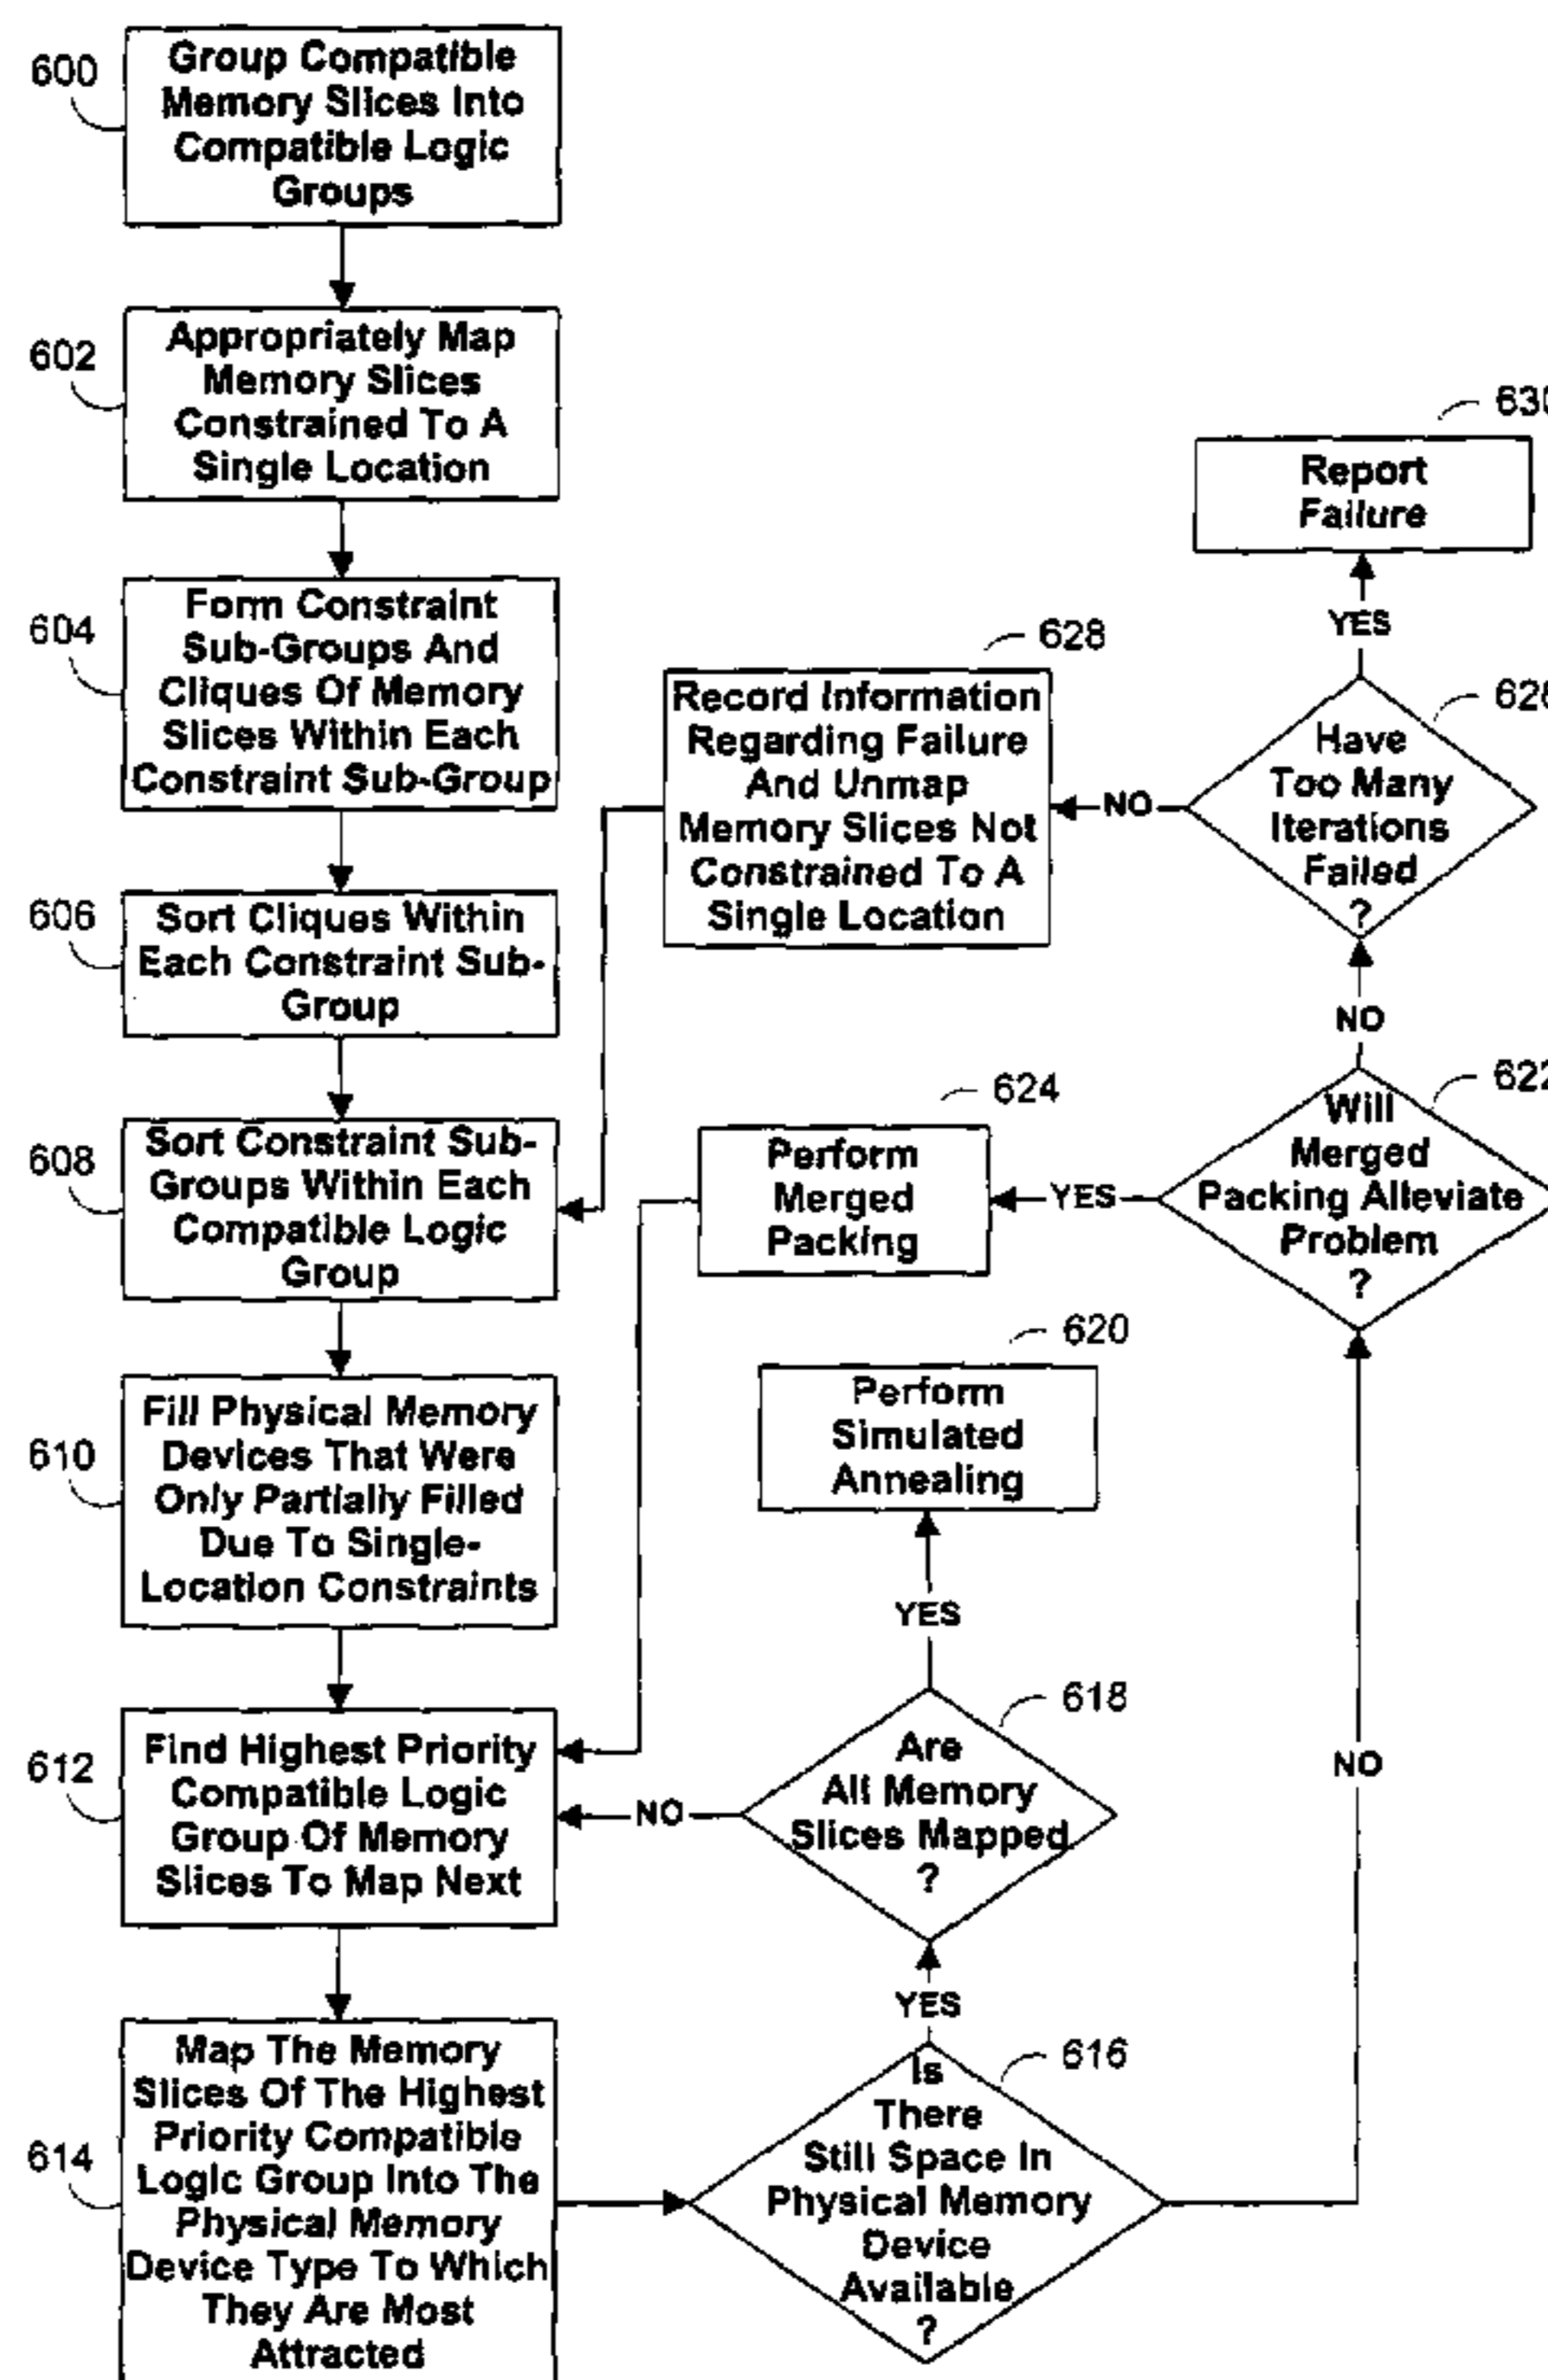 600
Group Compatible
Memory Slices Into
Compatible Logic
Groups
602
Appropriately Map
Memory Slices
Constrained To A
Single Location
604
Form Constraint
Sub-Groups And
Cliques Of Memory
Slices Within Each
Constraint Sub-Group
606
Sort Cliques Within
Each Constraint Sub-
Group
608
Sort Constraint Sub-
Groups Within Each
Compatible Logic
Group
610
Fill Physical Memory
Devices That Were
Only Partially Filled
Due To Single-
Location Constraints
612
Find Highest Priority
Compatible Logic
Group Of Memory
Slices To Map Next
614
Map The Memory
Slices Of The Highest
Priority Compatible
Logic Group Into The
Physical Memory
Device Type To Which
They Are Most
Attracted
616
Is
There
Still Space In
Physical Memory
Device
Available
?
YES
NO
618
Are
All Memory
Slices Mapped
?
NO
YES
620
Perform
Simulated
Annealing
622
Will
Merged
Packing Alleviate
Problem
?
YES
NO
624
Perform
Merged
Packing
626
Have
Too Many
Iterations
Failed
?
NO
YES
628
Record Information
Regarding Failure
And Unmap
Memory Slices Not
Constrained To A
Single Location
630
Report
Failure